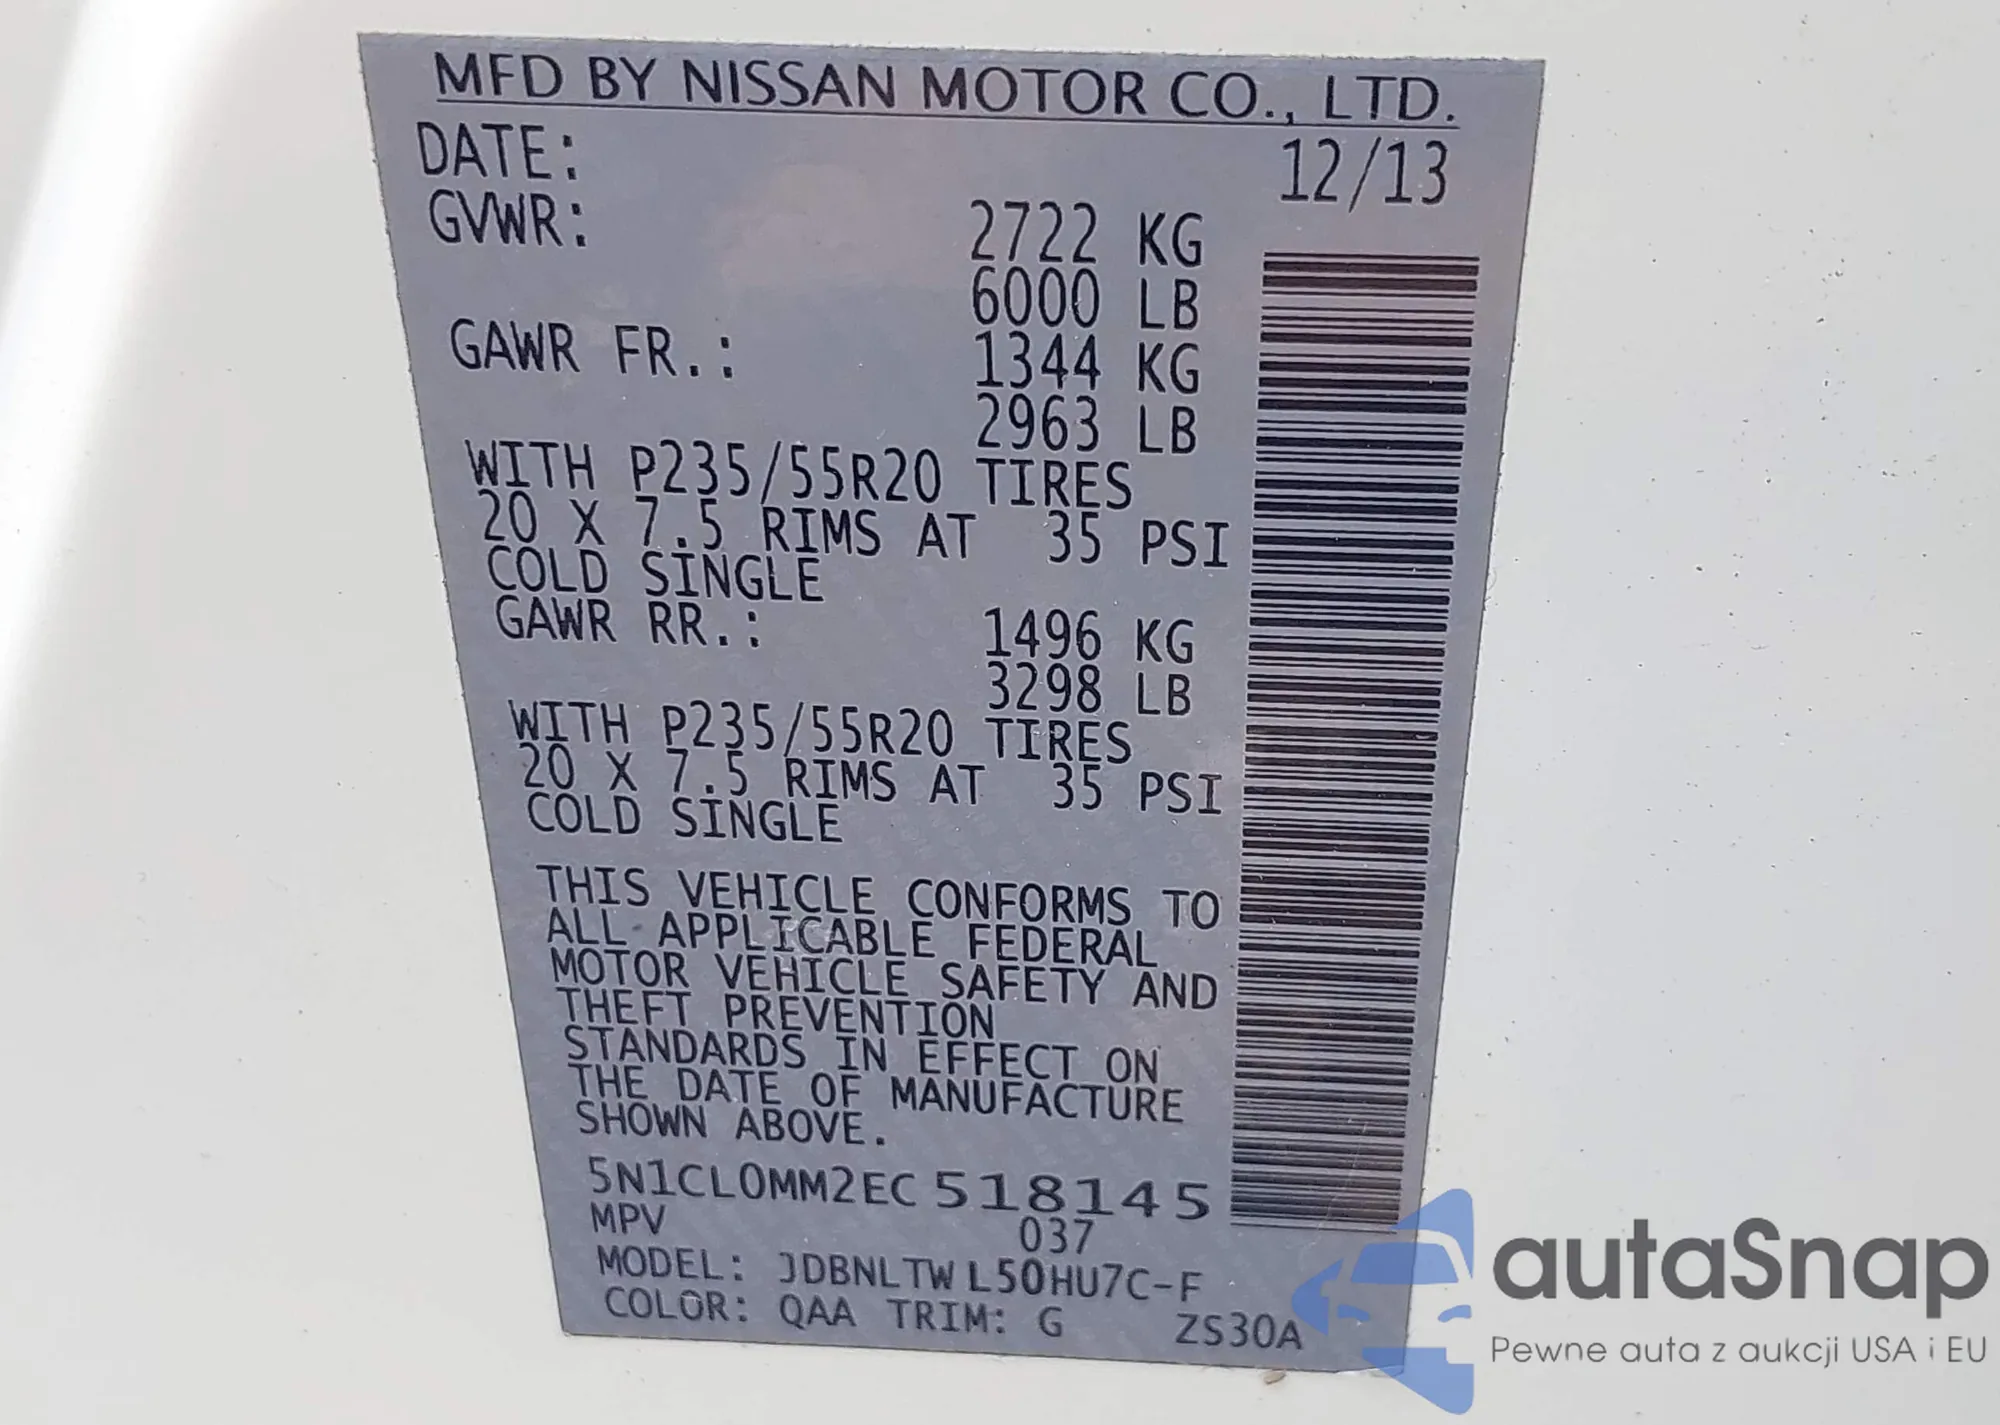 MFD BY NISSAN MOTOR CO., LTD.
DATE: 12/13
GVWR: 2722 KG
6000 LB
GAWR FR.: 1344 KG
2963 LB
WITH P235/55R20 TIRES
20 X 7.5 RIMS AT 35 PSI
COLD SINGLE
GAWR RR.: 1496 KG
3298 LB
WITH P235/55R20 TIRES
20 X 7.5 RIMS AT 35 PSI
COLD SINGLE
THIS VEHICLE CONFORMS TO
ALL APPLICABLE FEDERAL
MOTOR VEHICLE SAFETY AND
THEFT PREVENTION
STANDARDS IN EFFECT ON
THE DATE OF MANUFACTURE
SHOWN ABOVE.
5N1CL0MM2EC518145
MPV 037
MODEL: JDBNLTWL50HU7C-F
COLOR: QAA TRIM: G ZS30A
autaSnap
Pewne auta z aukcji USA i EU